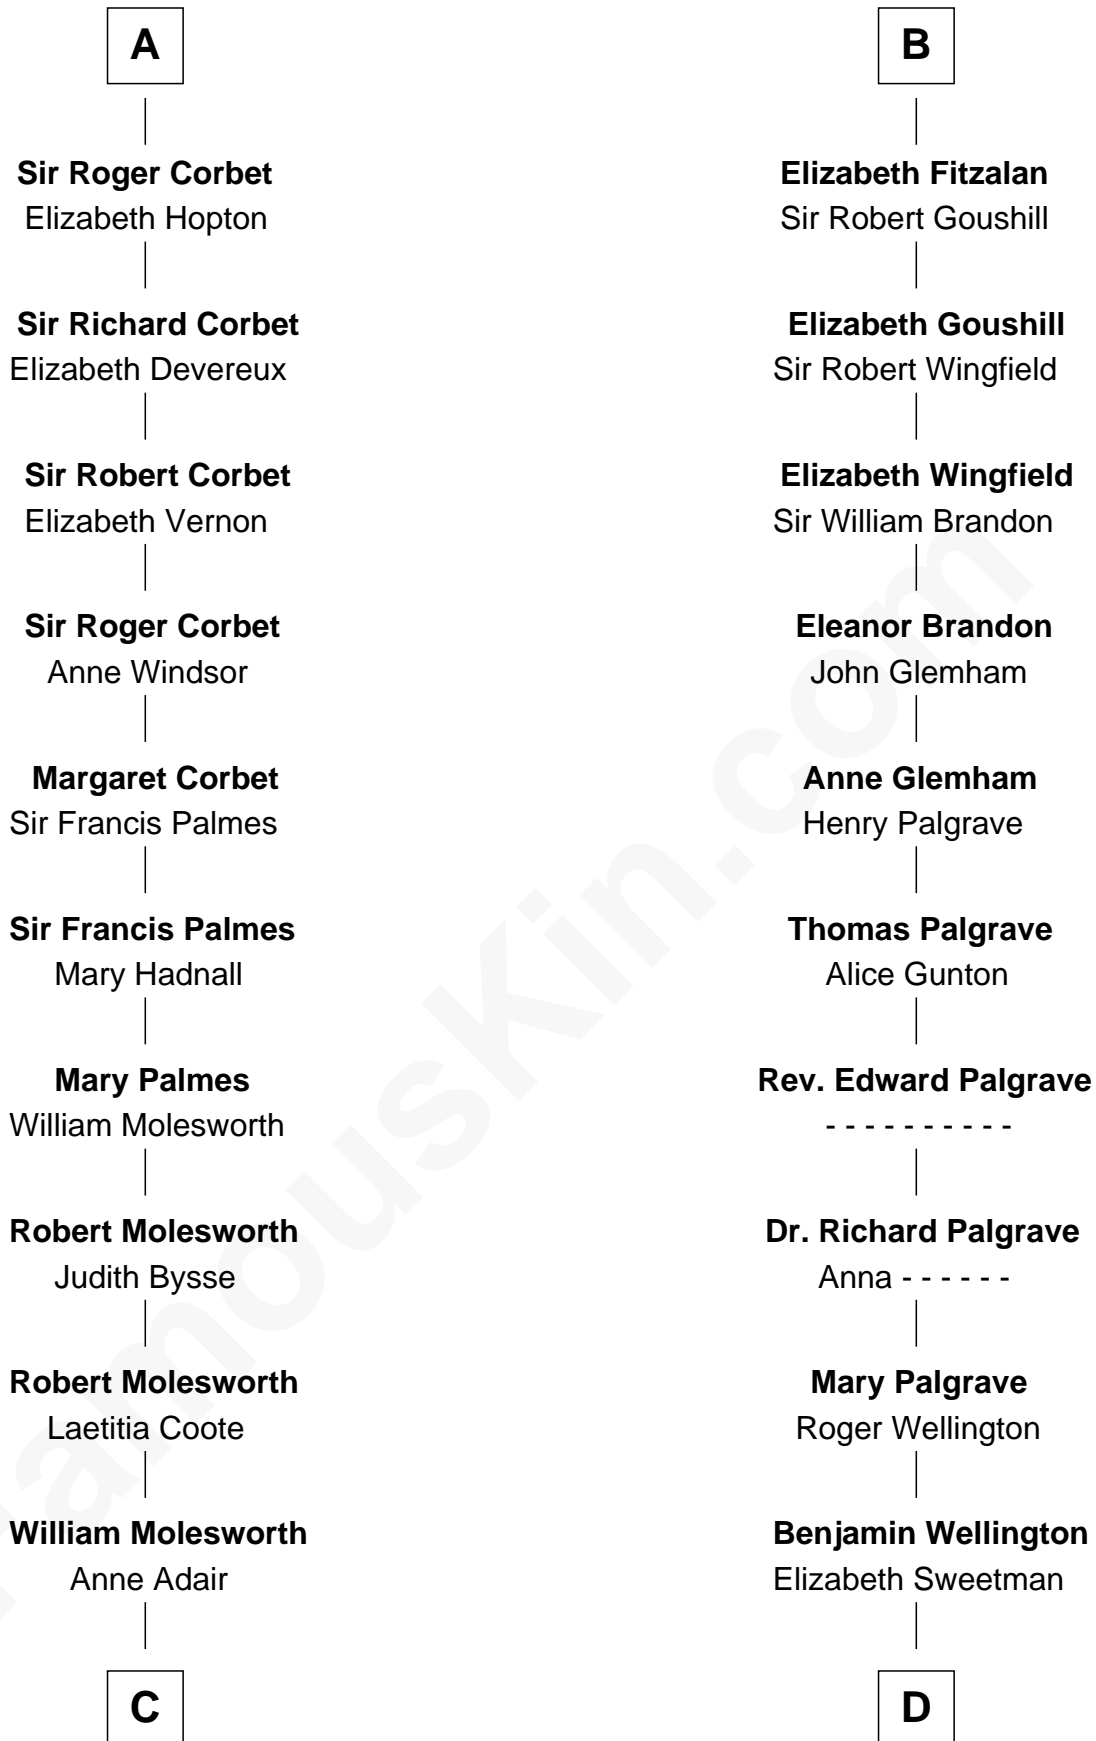 A
Sir Roger Corbet
Elizabeth Hopton
Sir Richard Corbet
Elizabeth Devereux
Sir Robert Corbet
Elizabeth Vernon
Sir Roger Corbet
Anne Windsor
Margaret Corbet
Sir Francis Palmes
Sir Francis Palmes
Mary Hadnall
Mary Palmes
William Molesworth
Robert Molesworth
Judith Bysse
Robert Molesworth
Laetitia Coote
William Molesworth
Anne Adair
C
B
Elizabeth Fitzalan
Sir Robert Goushill
Elizabeth Goushill
Sir Robert Wingfield
Elizabeth Wingfield
Sir William Brandon
Eleanor Brandon
John Glemham
Anne Glemham
Henry Palgrave
Thomas Palgrave
Alice Gunton
Rev. Edward Palgrave
- - - - - - - - - -
Dr. Richard Palgrave
Anna - - - - - -
Mary Palgrave
Roger Wellington
Benjamin Wellington
Elizabeth Sweetman
D
FamousKin.com